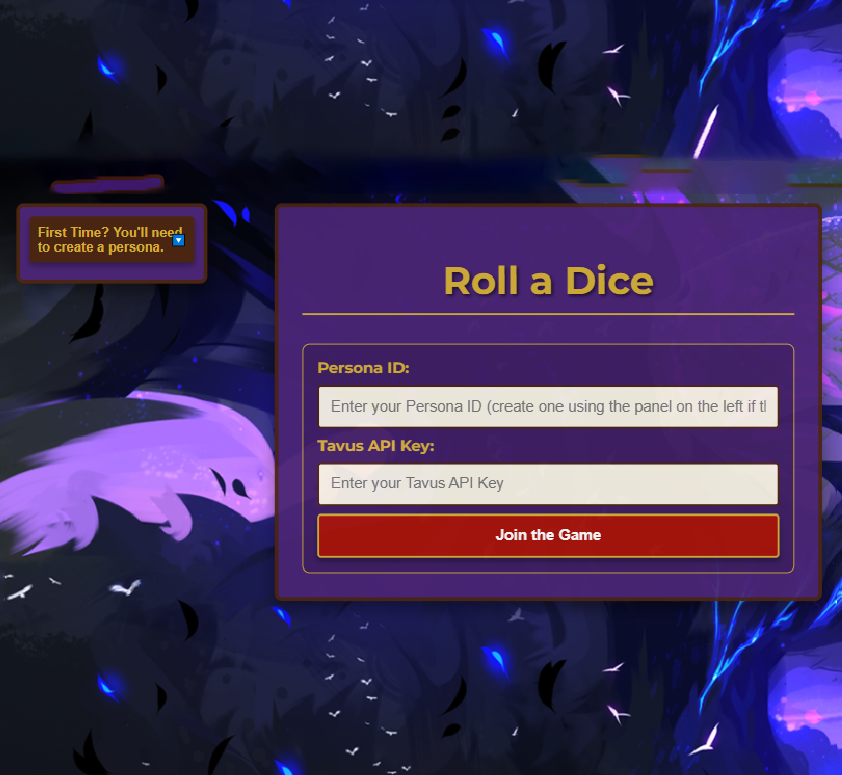 First Time? You'll need
to create a persona.
Roll a Dice
Persona ID:
Enter your Persona ID (create one using the panel on the left if
Tavus API Key:
Enter your Tavus API Key
Join the Game